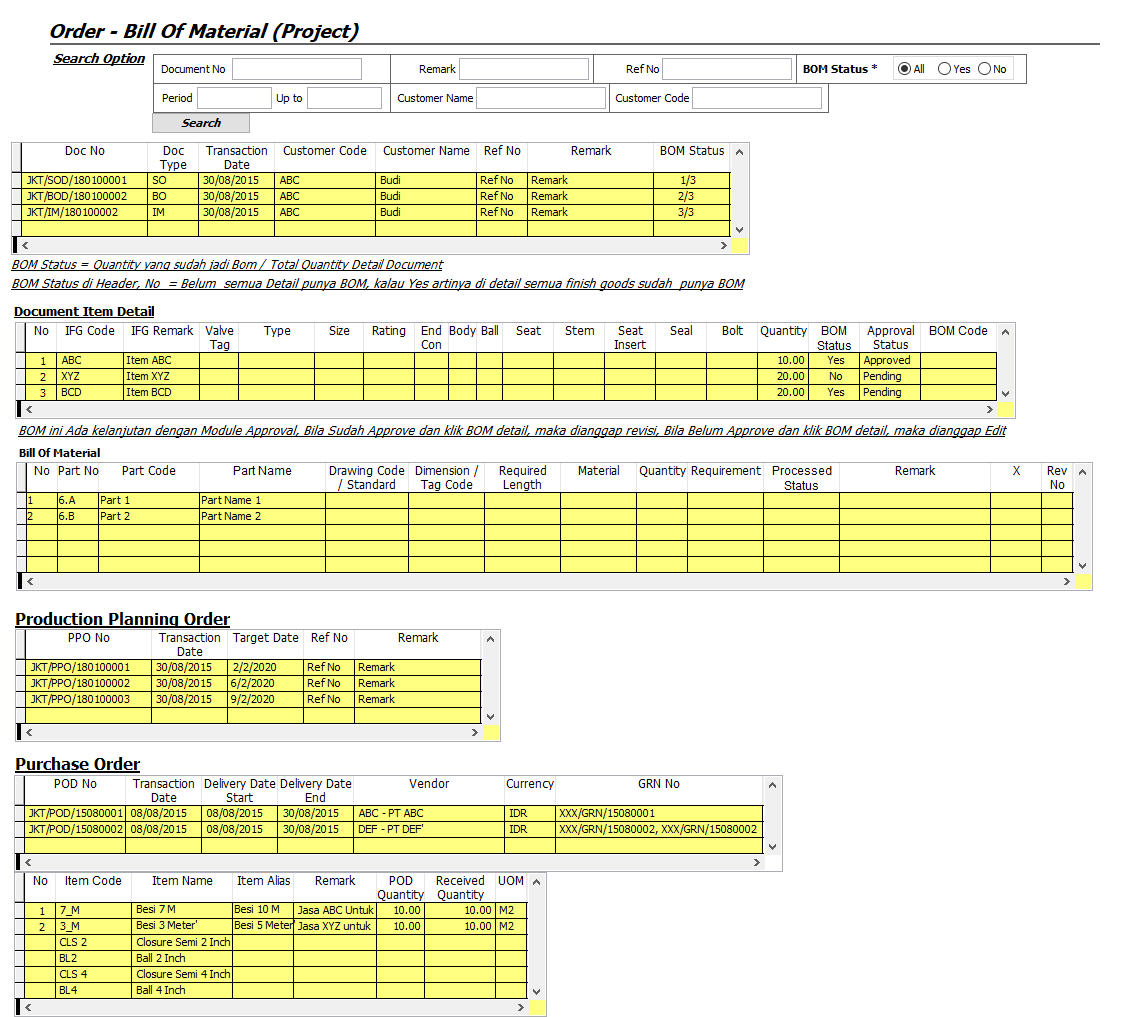 Order - Bill Of Material (Project)
Search Option
Document No Remark Ref No BOM Status * All Yes No
Period Up to Customer Name Customer Code
Search
Doc No Doc Type Transaction Date Customer Code Customer Name Ref No Remark BOM Status
JKT/SOD/180100001 SO 30/08/2015 ABC Budi Ref No Remark 1/3
JKT/BOD/180100002 BO 30/08/2015 ABC Budi Ref No Remark 2/3
JKT/IM/180100002 IM 30/08/2015 ABC Budi Ref No Remark 3/3
BOM Status = Quantity yang sudah jadi Bom / Total Quantity Detail Document
BOM Status di Header, No = Belum semua Detail punya BOM, kalau Yes artinya di detail semua finish goods sudah punya BOM
Document Item Detail
No IFG Code IFG Remark Valve Tag Type Size Rating End Con Body Ball Seat Stem Seat Insert Seal Bolt Quantity BOM Status Approval Status BOM Code
1 ABC Item ABC 10.00 Yes Approved
2 XYZ Item XYZ 20.00 No Pending
3 BCD Item BCD 20.00 Yes Pending
BOM ini Ada kelanjutan dengan Module Approval, Bila Sudah Approve dan klik BOM detail, maka dianggap revisi, Bila Belum Approve dan klik BOM detail, maka dianggap Edit
Bill Of Material
No Part No Part Code Part Name Drawing Code / Standard Dimension / Tag Code Required Length Material Quantity Requirement Processed Status Remark X Rev No
1 6.A Part 1 Part Name 1
2 6.B Part 2 Part Name 2
Production Planning Order
PPO No Transaction Date Target Date Ref No Remark
JKT/PPO/180100001 30/08/2015 2/2/2020 Ref No Remark
JKT/PPO/180100002 30/08/2015 6/2/2020 Ref No Remark
JKT/PPO/180100003 30/08/2015 9/2/2020 Ref No Remark
Purchase Order
POD No Transaction Date Delivery Date Start Delivery Date End Vendor Currency GRN No
JKT/POD/15080001 08/08/2015 08/08/2015 30/08/2015 ABC - PT ABC IDR XXX/GRN/15080001
JKT/POD/15080002 08/08/2015 08/08/2015 30/08/2015 DEF - PT DEF' IDR XXX/GRN/15080002, XXX/GRN/15080002
No Item Code Item Name Item Alias Remark POD Quantity Received Quantity UOM
1 7_M Besi 7 M Besi 10 M Jasa ABC Untuk 10.00 10.00 M2
2 3_M Besi 3 Meter' Besi 5 Meter' Jasa XYZ untuk 10.00 10.00 M2
CLS 2 Closure Semi 2 Inch
BL2 Ball 2 Inch
CLS 4 Closure Semi 4 Inch
BL4 Ball 4 Inch